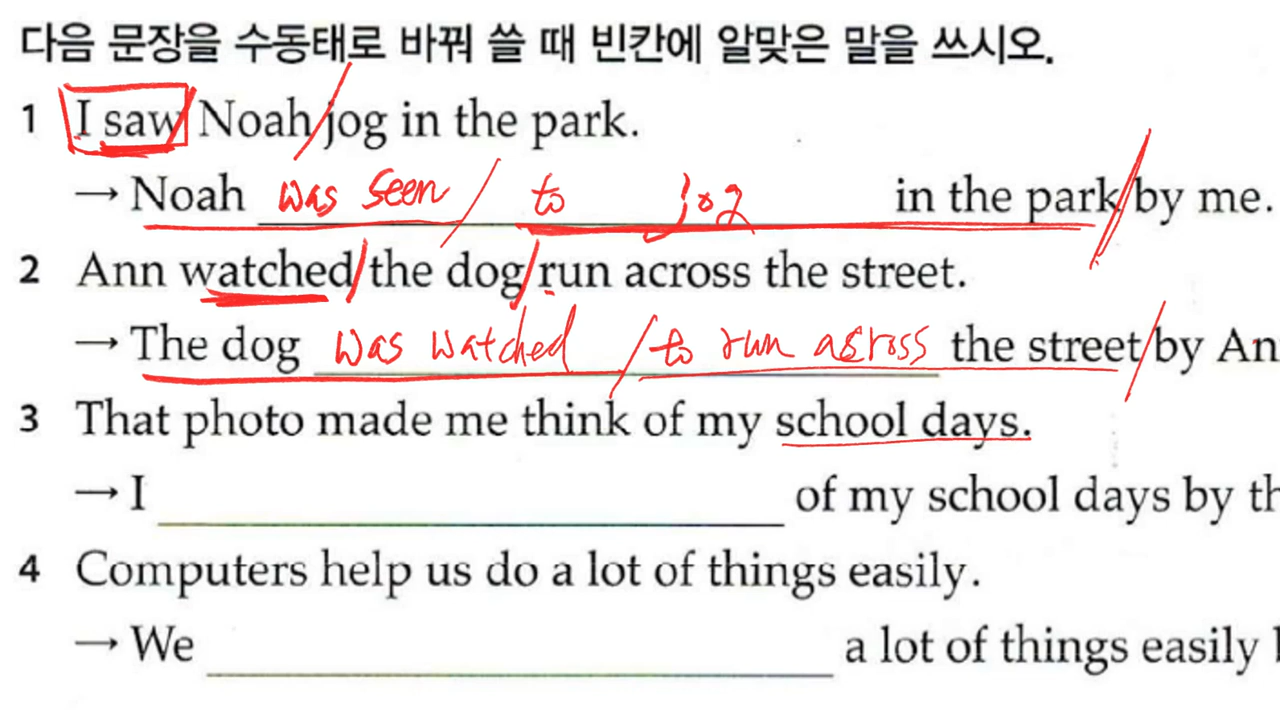 다음 문장을 수동태로 바꿔 쓸 때 빈칸에 알맞은 말을 쓰시오.
1 I saw Noah jog in the park.
→ Noah was seen to jog in the park by me.
2 Ann watched the dog run across the street.
→ The dog was watched to run across the street by An
3 That photo made me think of my school days.
→ I of my school days by th
4 Computers help us do a lot of things easily.
→ We a lot of things easily